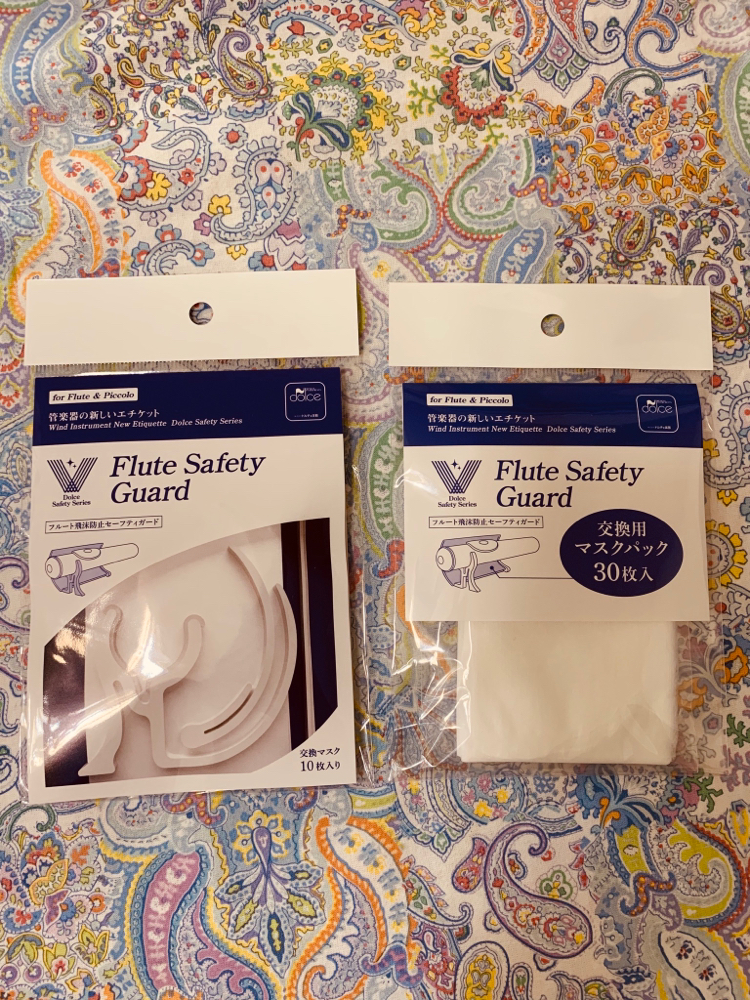 for Flute & Piccolo
管楽器の新しいエチケット
Wind Instrument New Etiquette Dolce Safety Series
dolce
Dolce
Safety Series
Flute Safety
Guard
フルート飛沫防止セーフティガード
交換マスク
10枚入り
for Flute & Piccolo
管楽器の新しいエチケット
Wind Instrument New Etiquette Dolce Safety Series
dolce
Dolce
Safety Series
Flute Safety
Guard
フルート飛沫防止セーフティガード
交換用
マスクパック
30枚入